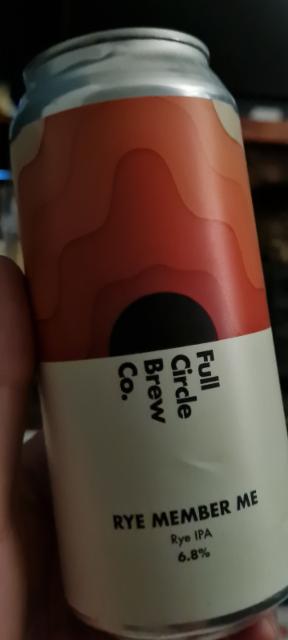 Full
Circle
Brew
Co.
RYE MEMBER ME
Rye IPA
6.8%